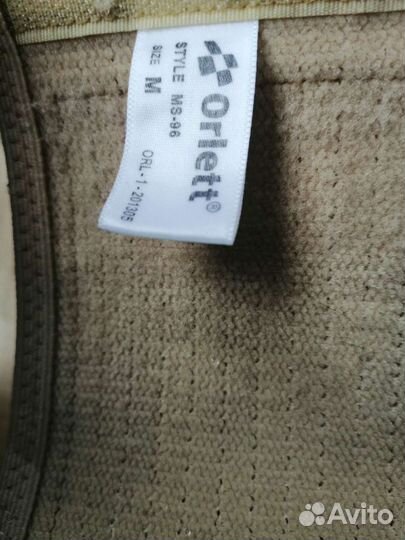 Orlett®
STYLE MS-96
SIZE M
ORL-1-201305
Avito